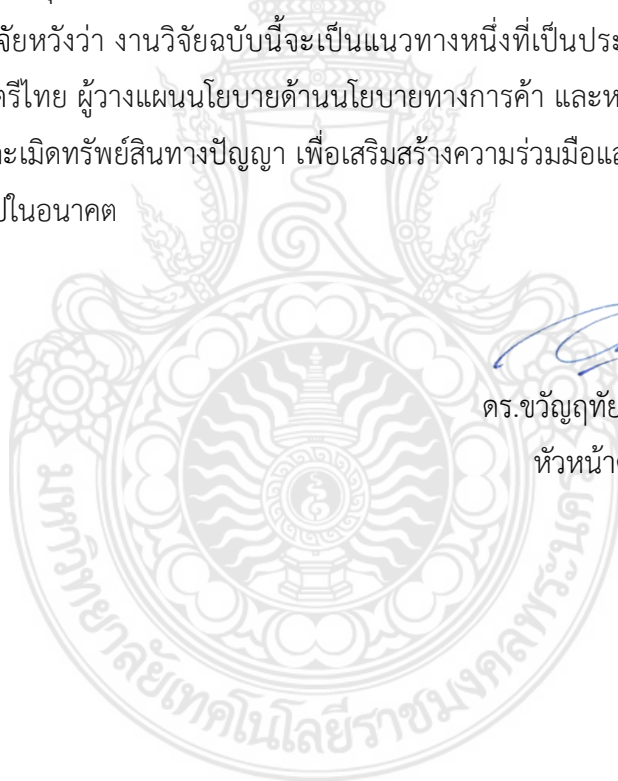 จัยหวังว่า งานวิจัยฉบับนี้จะเป็นแนวทางหนึ่งที่เป็นประ
ครีไทย ผู้วางแผนนโยบายด้านนโยบายทางการค้า และห
ะเมิดทรัพย์สินทางปัญญา เพื่อเสริมสร้างความร่วมมือแล
ปในอนาคต
ดร.ขวัญฤทัย
หัวหน้า
มหาวิทยาลัยเทคโนโลยีราชมงคลพระนคร